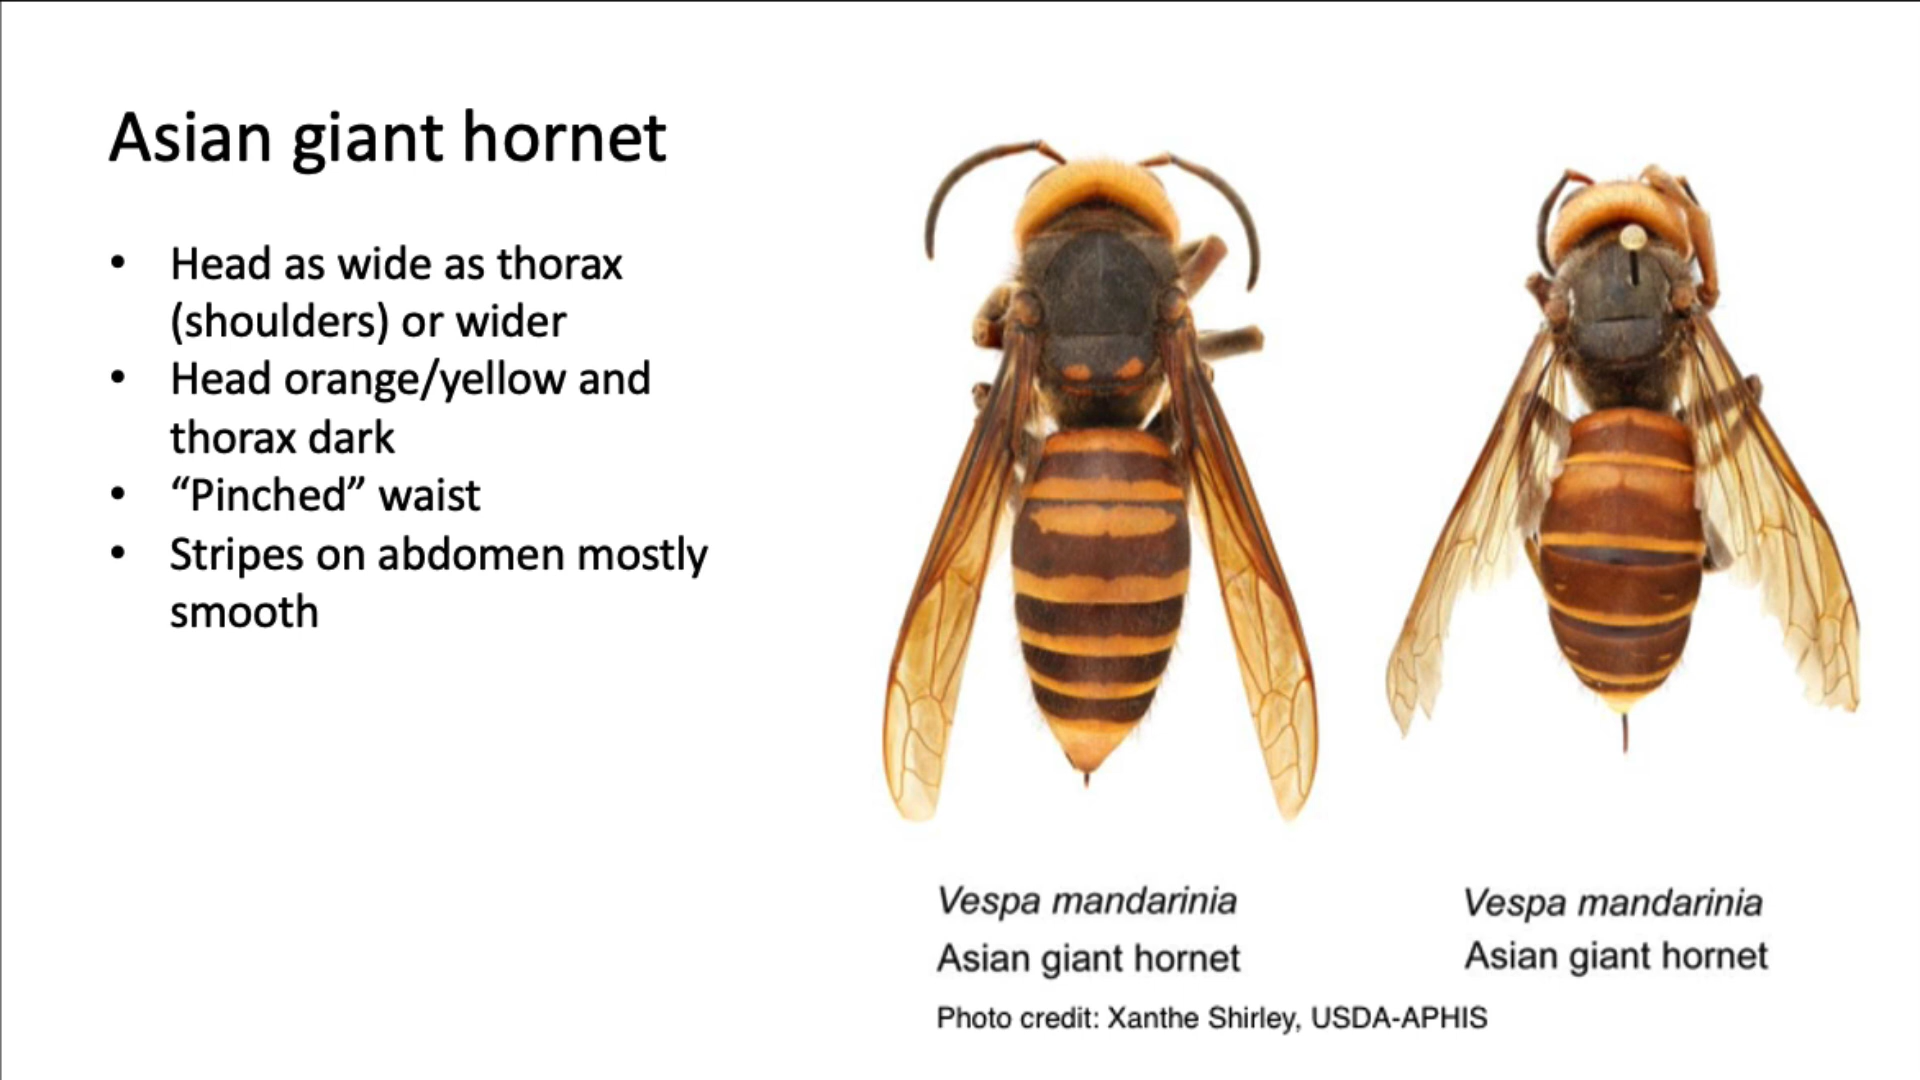 Asian giant hornet
• Head as wide as thorax
(shoulders) or wider
• Head orange/yellow and
thorax dark
• “Pinched” waist
• Stripes on abdomen mostly
smooth
Vespa mandarinia
Asian giant hornet
Vespa mandarinia
Asian giant hornet
Photo credit: Xanthe Shirley, USDA-APHIS